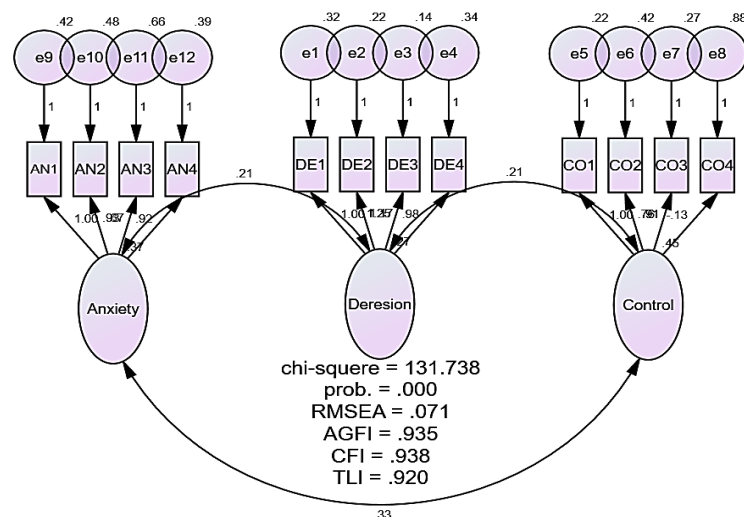 .42 .48 .66 .39 .32 .22 .14 .34 .22 .42 .27 .88
e9 e10 e11 e12 e1 e2 e3 e4 e5 e6 e7 e8
1 1 1 1 1 1 1 1 1 1 1 1
AN1 AN2 AN3 AN4 DE1 DE2 DE3 DE4 CO1 CO2 CO3 CO4
.21 .21
1.00 .92 1.00 .98 1.00 -.13
.37 .27 .45
Anxiety Deresion Control
chi-squere = 131.738
prob. = .000
RMSEA = .071
AGFI = .935
CFI = .938
TLI = .920
.33